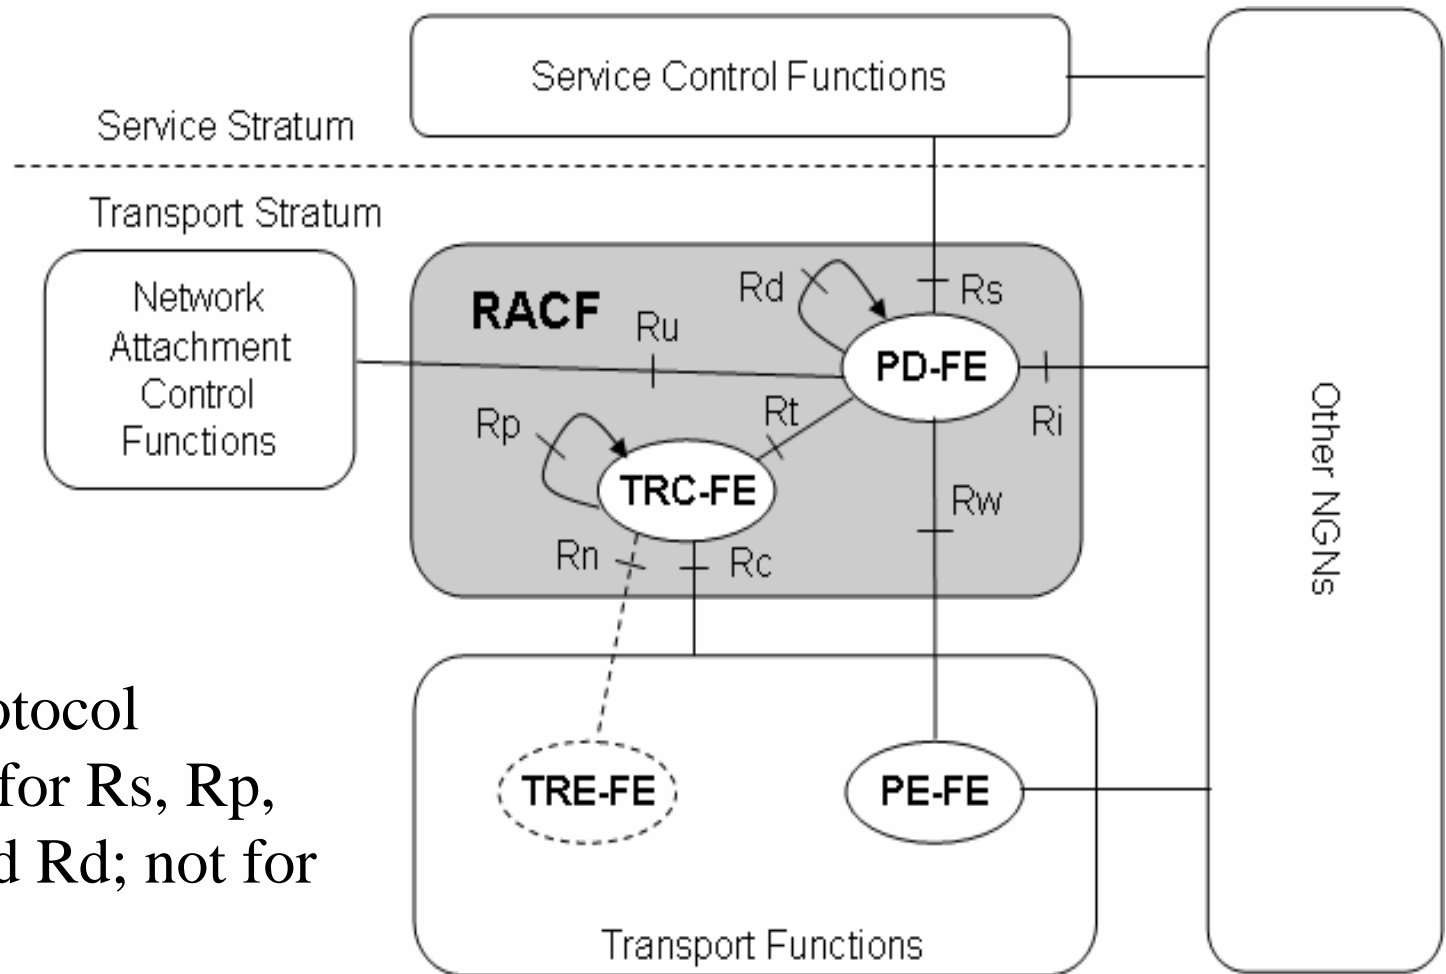 Service Control Functions
Service Stratum
Transport Stratum
Network
Attachment
Control
Functions
RACF
Rd
Rs
Ru
PD-FE
Ri
Rp
Rt
TRC-FE
Rw
Rn
Rc
Other NGNs
TRE-FE
PE-FE
Transport Functions
for Rs, Rp,
Rd; not for